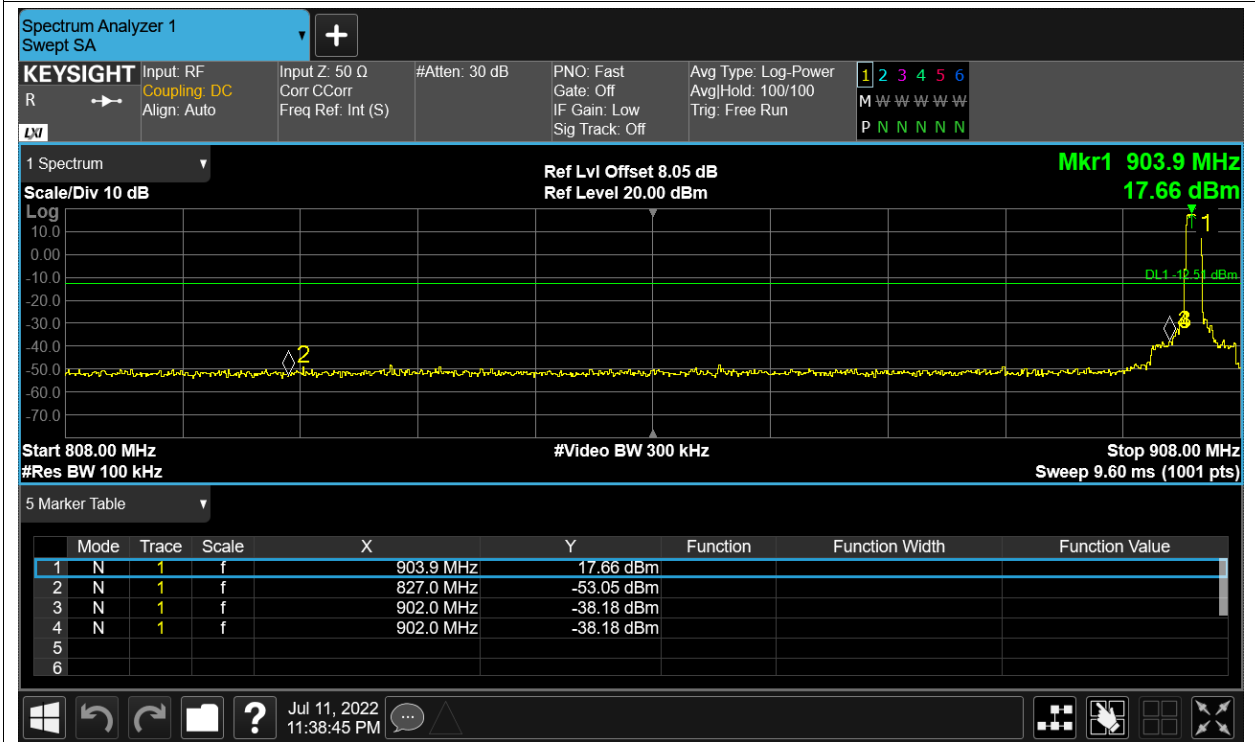 Spectrum Analyzer 1
Swept SA
+
KEYSIGHT Input: RF Input Z: 50 Ω #Atten: 30 dB PNO: Fast Avg Type: Log-Power 1 2 3 4 5 6
R Coupling: DC Corr CCorr Gate: Off Avg|Hold: 100/100 M W W W W W W
Align: Auto Freq Ref: Int (S) IF Gain: Low Trig: Free Run
LXI Sig Track: Off P N N N N N N
1 Spectrum Ref Lvl Offset 8.05 dB Mkr1 903.9 MHz
Scale/Div 10 dB Ref Level 20.00 dBm 17.66 dBm
Log
1
10.0
0.00
DL1 -12.51 dBm
-10.0
-20.0
-30.0
-40.0
2
-50.0
-60.0
-70.0
Start 808.00 MHz #Video BW 300 kHz Stop 908.00 MHz
#Res BW 100 kHz Sweep 9.60 ms (1001 pts)
5 Marker Table
Mode Trace Scale X Y Function Function Width Function Value
1 N 1 f 903.9 MHz 17.66 dBm
2 N 1 f 827.0 MHz -53.05 dBm
3 N 1 f 902.0 MHz -38.18 dBm
4 N 1 f 902.0 MHz -38.18 dBm
5
6
? Jul 11, 2022
11:38:45 PM